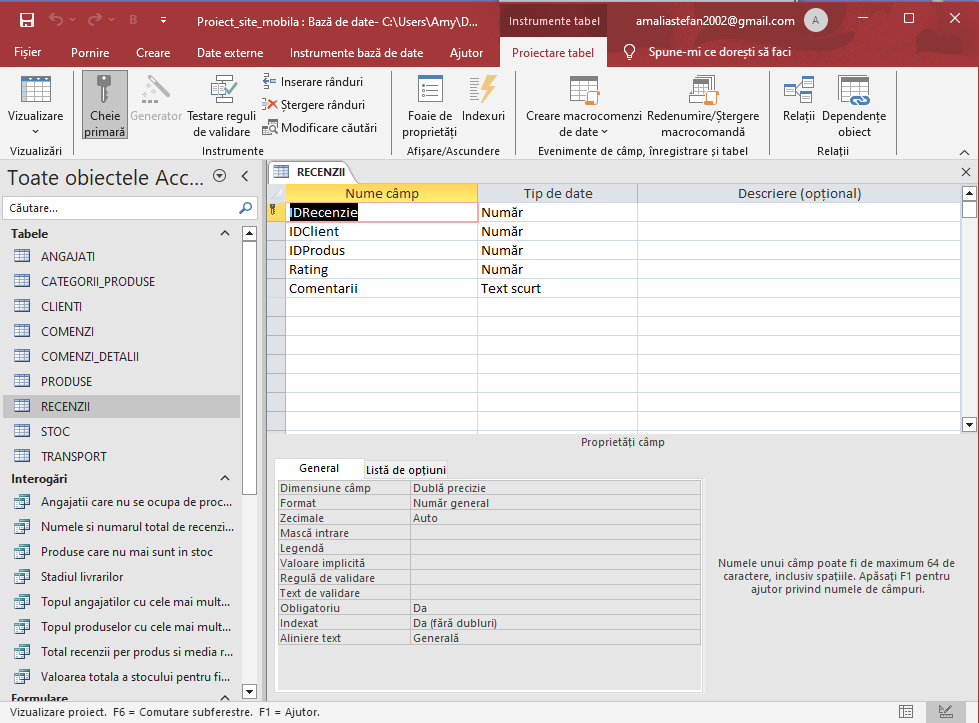 B
Proiect_site_mobila : Bază de date- C:\Users\Amy\D...
Instrumente tabel
amaliastefan2002@gmail.com
A
Fișier
Pornire
Creare
Date externe
Instrumente bază de date
Ajutor
Proiectare tabel
Spune-mi ce dorești să faci
Vizualizare
Vizualizări
Cheie
primară
Generator
Testare reguli
de validare
Inserare rânduri
Ștergere rânduri
Modificare căutări
Instrumente
Foaie de
proprietăți
Indexuri
Afișare/Ascundere
Creare macrocomenzi
de date
Redenumire/Ștergere
macrocomandă
Evenimente de câmp, înregistrare și tabel
Relații
Dependențe
obiect
Relații
Toate obiectele Acc...
Căutare...
Tabele
ANGAJATI
CATEGORII_PRODUSE
CLIENTI
COMENZI
COMENZI_DETALII
PRODUSE
RECENZII
STOC
TRANSPORT
Interogări
Angajatii care nu se ocupa de proc...
Numele si numarul total de recenzi...
Produse care nu mai sunt in stoc
Stadiul livrarilor
Topul angajatilor cu cele mai mult...
Topul produselor cu cele mai mult...
Total recenzii per produs si media r...
Valoarea totala a stocului pentru fi...
Formulare
RECENZII
Nume câmp Tip de date Descriere (opțional)
IDRecenzie Număr
IDClient Număr
IDProdus Număr
Rating Număr
Comentarii Text scurt
Proprietăți câmp
General
Listă de opțiuni
Dimensiune câmp Dublă precizie
Format Număr general
Zecimale Auto
Mască intrare
Legendă
Valoare implicită
Regulă de validare
Text de validare
Obligatoriu Da
Indexat Da (fără dubluri)
Aliniere text Generală
Numele unui câmp poate fi de maximum 64 de
caractere, inclusiv spațiile. Apăsați F1 pentru
ajutor privind numele de câmpuri.
Vizualizare proiect. F6 = Comutare subferestre. F1 = Ajutor.